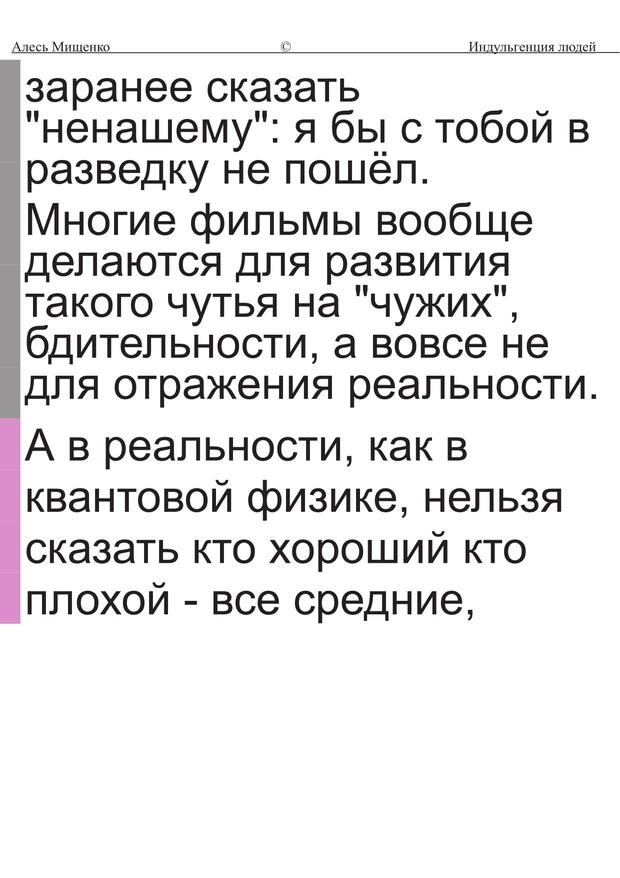 Алесь Мищенко © Индульгенция людей
заранее сказать
"ненашему": я бы с тобой в
разведку не пошёл.
Многие фильмы вообще
делаются для развития
такого чутья на "чужих",
бдительности, а вовсе не
для отражения реальности.
А в реальности, как в
квантовой физике, нельзя
сказать кто хороший кто
плохой - все средние,